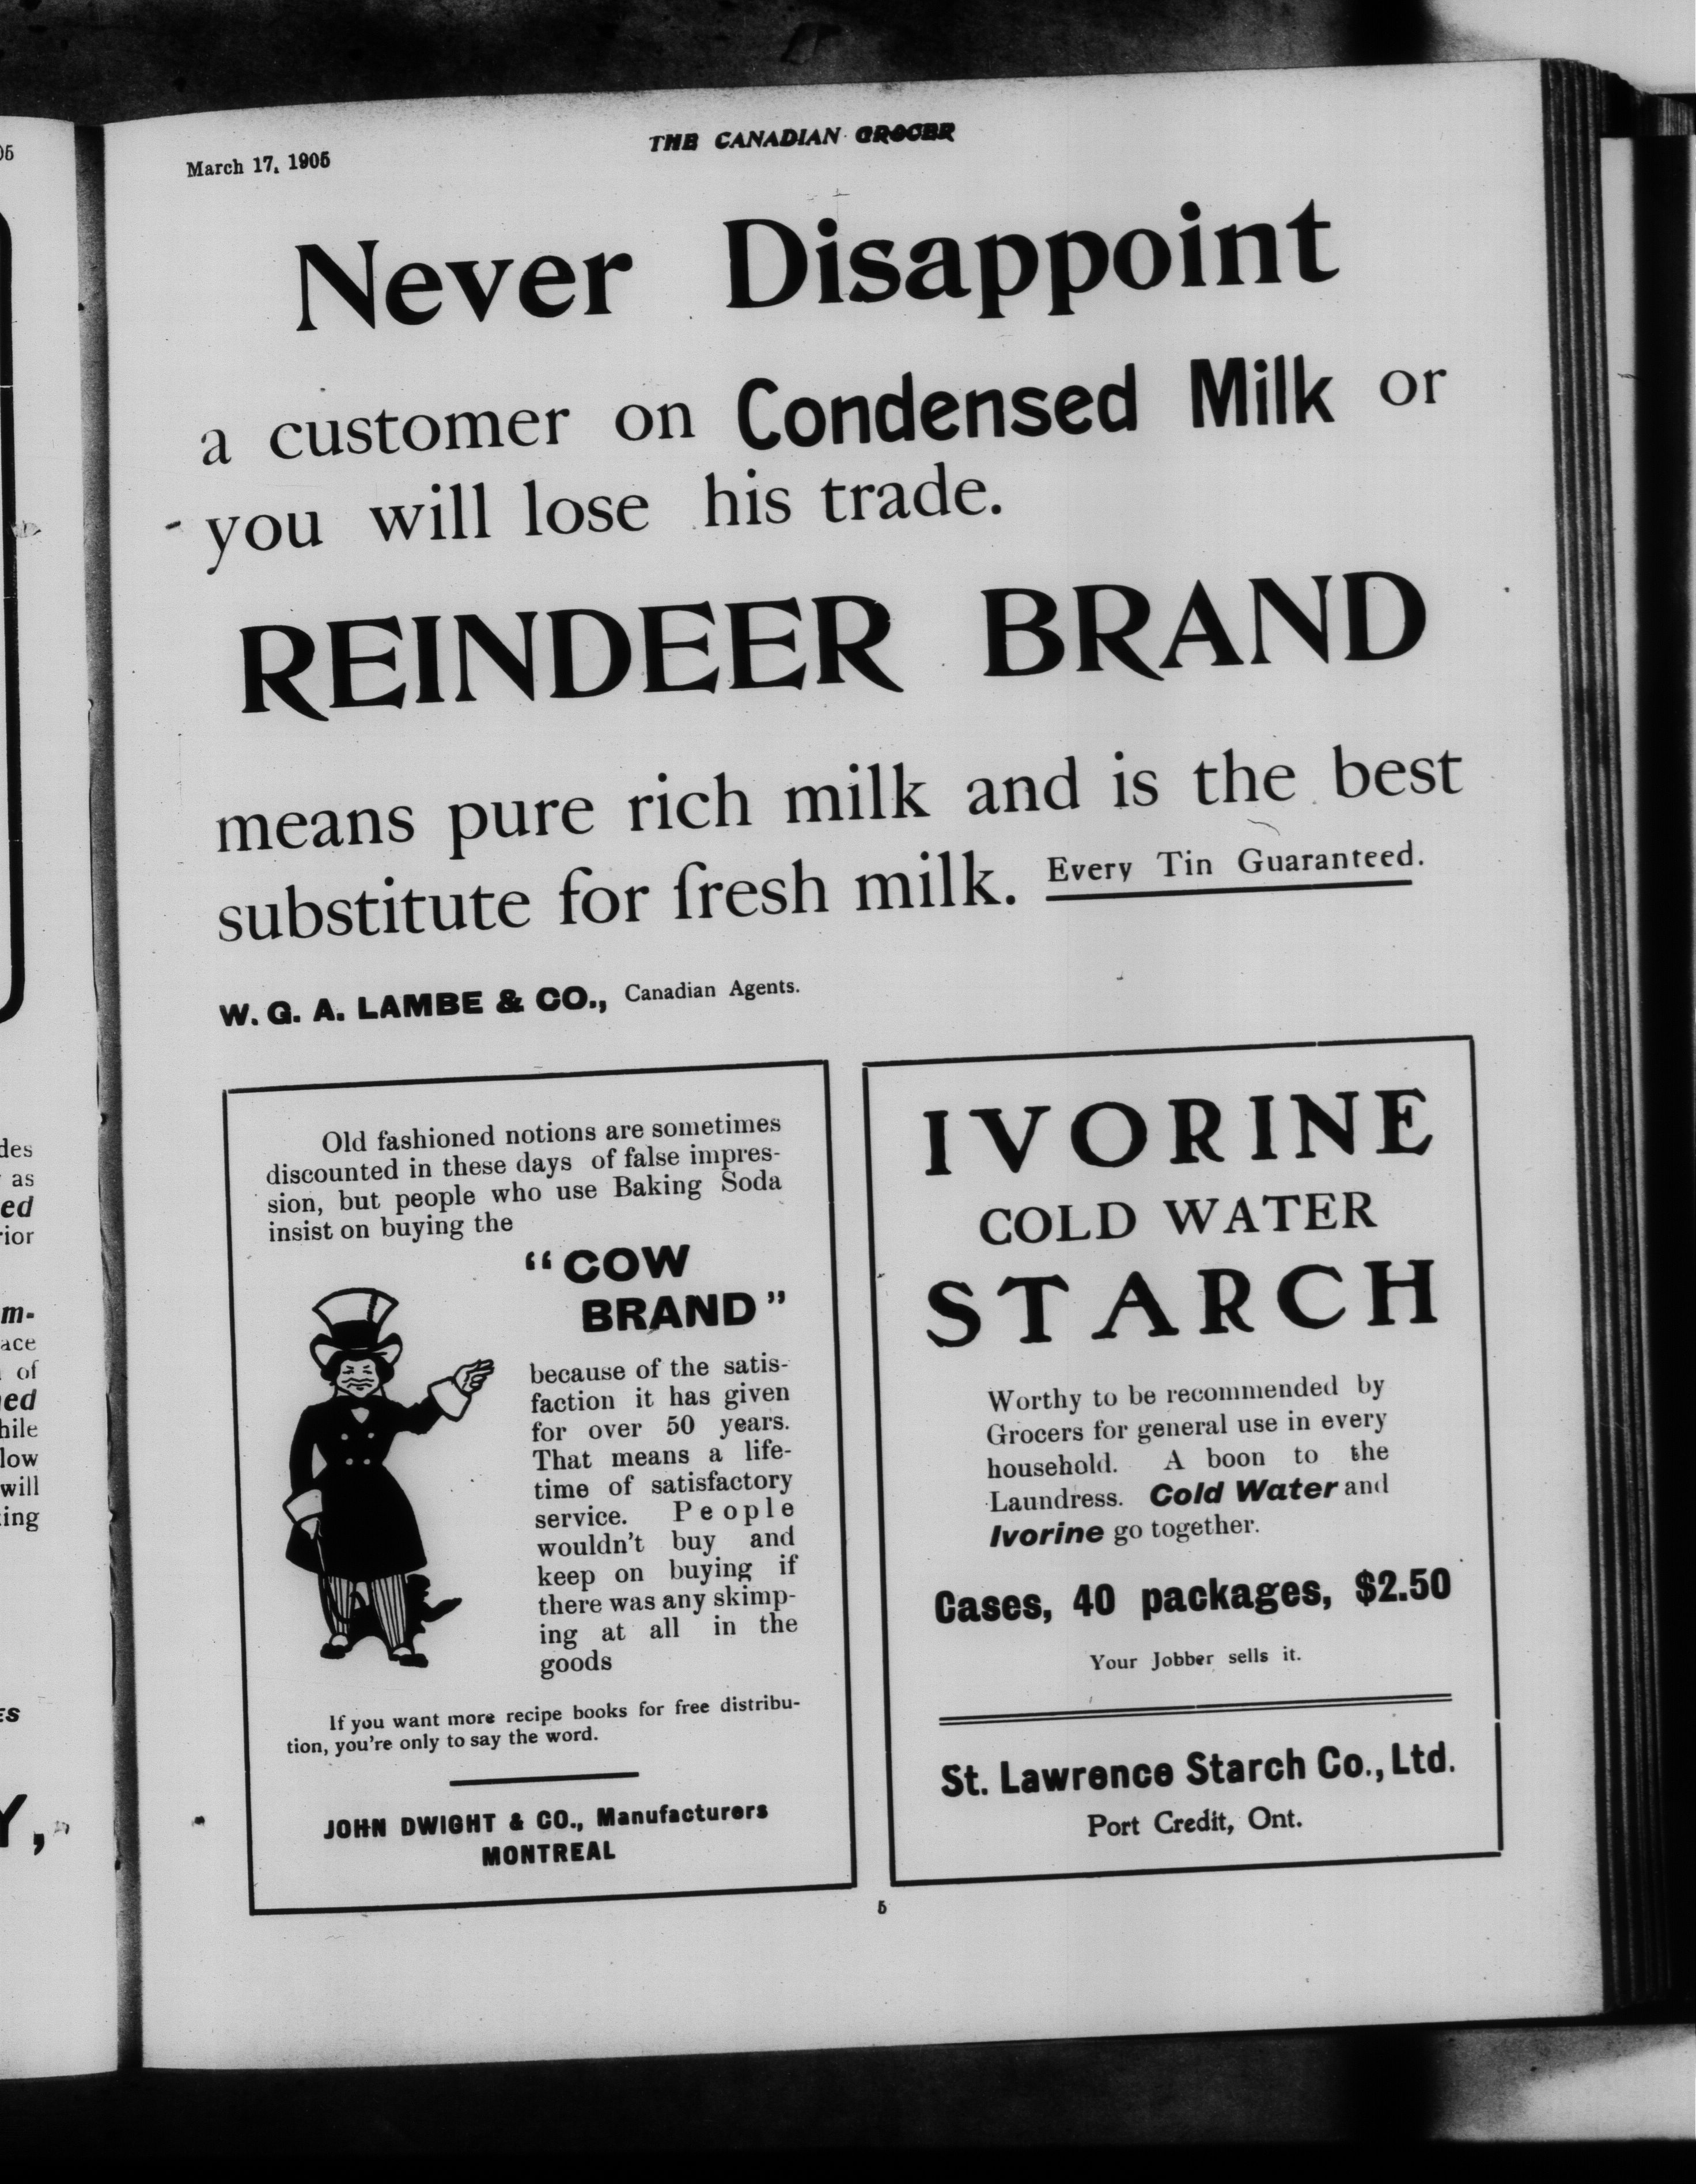 March 17, 1905
THE CANADIAN GROCER
Never Disappoint
a customer on Condensed Milk or
you will lose his trade.
REINDEER BRAND
means pure rich milk and is the best
substitute for fresh milk. Every Tin Guaranteed.
W. G. A. LAMBE & CO., Canadian Agents.
Old fashioned notions are sometimes
discounted in these days of false impres-
sion, but people who use Baking Soda
insist on buying the
"COW
BRAND"
because of the satis-
faction it has given
for over 50 years.
That means a life-
time of satisfactory
service. People
wouldn't buy and
keep on buying if
there was any skimp-
ing at all in the
goods
If you want more recipe books for free distribu-
tion, you're only to say the word.
JOHN DWIGHT & CO., Manufacturers
MONTREAL
IVORINE
COLD WATER
STARCH
Worthy to be recommended by
Grocers for general use in every
household. A boon to the
Laundress. Cold Water and
Ivorine go together.
Cases, 40 packages, $2.50
Your Jobber sells it.
St. Lawrence Starch Co., Ltd.
Port Credit, Ont.
5